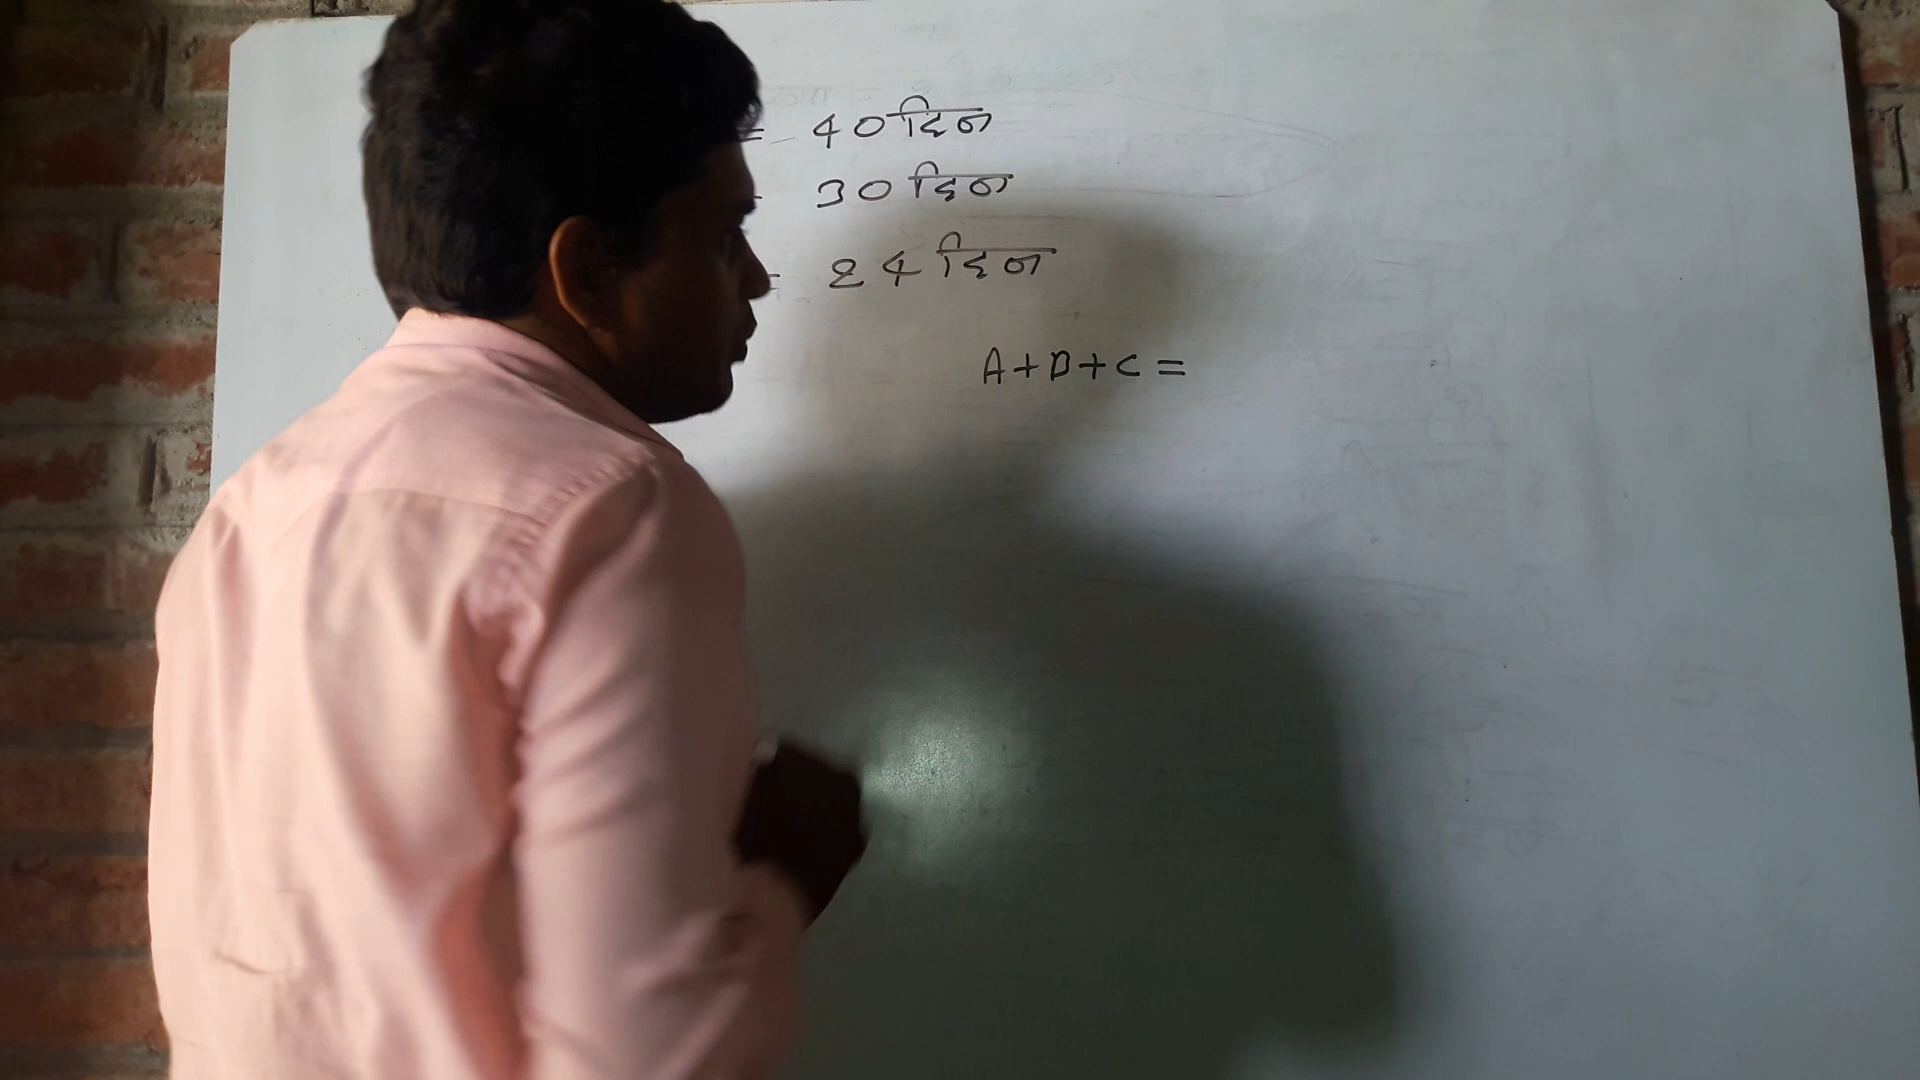 = 40 दिन
= 30 दिन
= 24 दिन
A+B+C=